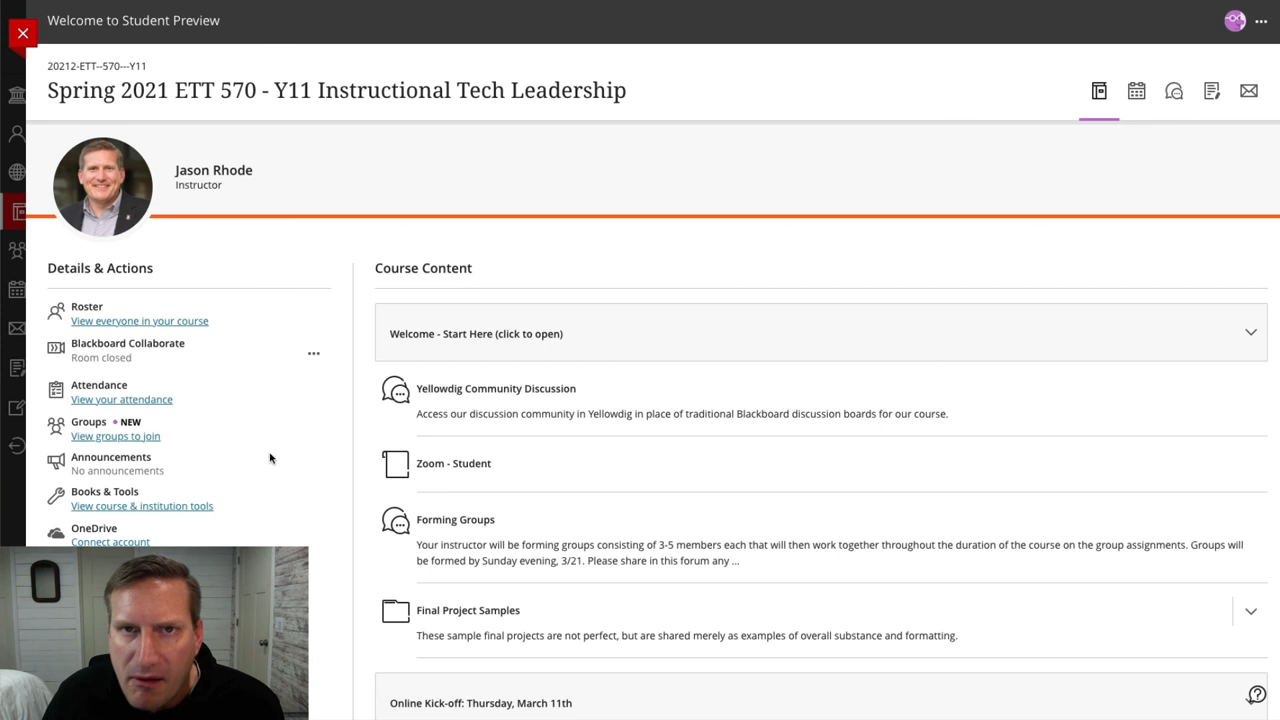 Welcome to Student Preview
20212-ETT--570---Y11
Spring 2021 ETT 570 - Y11 Instructional Tech Leadership
Jason Rhode
Instructor
Details & Actions
Roster
View everyone in your course
Blackboard Collaborate
Room closed
Attendance
View your attendance
Groups • NEW
View groups to join
Announcements
No announcements
Books & Tools
View course & institution tools
OneDrive
Connect account
Course Content
Welcome - Start Here (click to open)
Yellowdig Community Discussion
Access our discussion community in Yellowdig in place of traditional Blackboard discussion boards for our course.
Zoom - Student
Forming Groups
Your instructor will be forming groups consisting of 3-5 members each that will then work together throughout the duration of the course on the group assignments. Groups will
be formed by Sunday evening, 3/21. Please share in this forum any ...
Final Project Samples
These sample final projects are not perfect, but are shared merely as examples of overall substance and formatting.
Online Kick-off: Thursday, March 11th